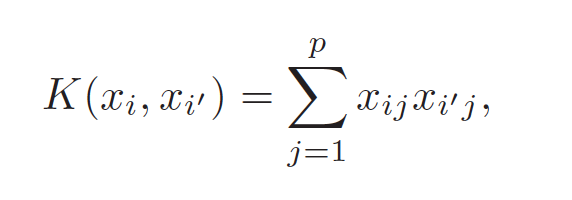 K(x_i, x_{i'}) = \sum_{j=1}^{p} x_{ij} x_{i'j},